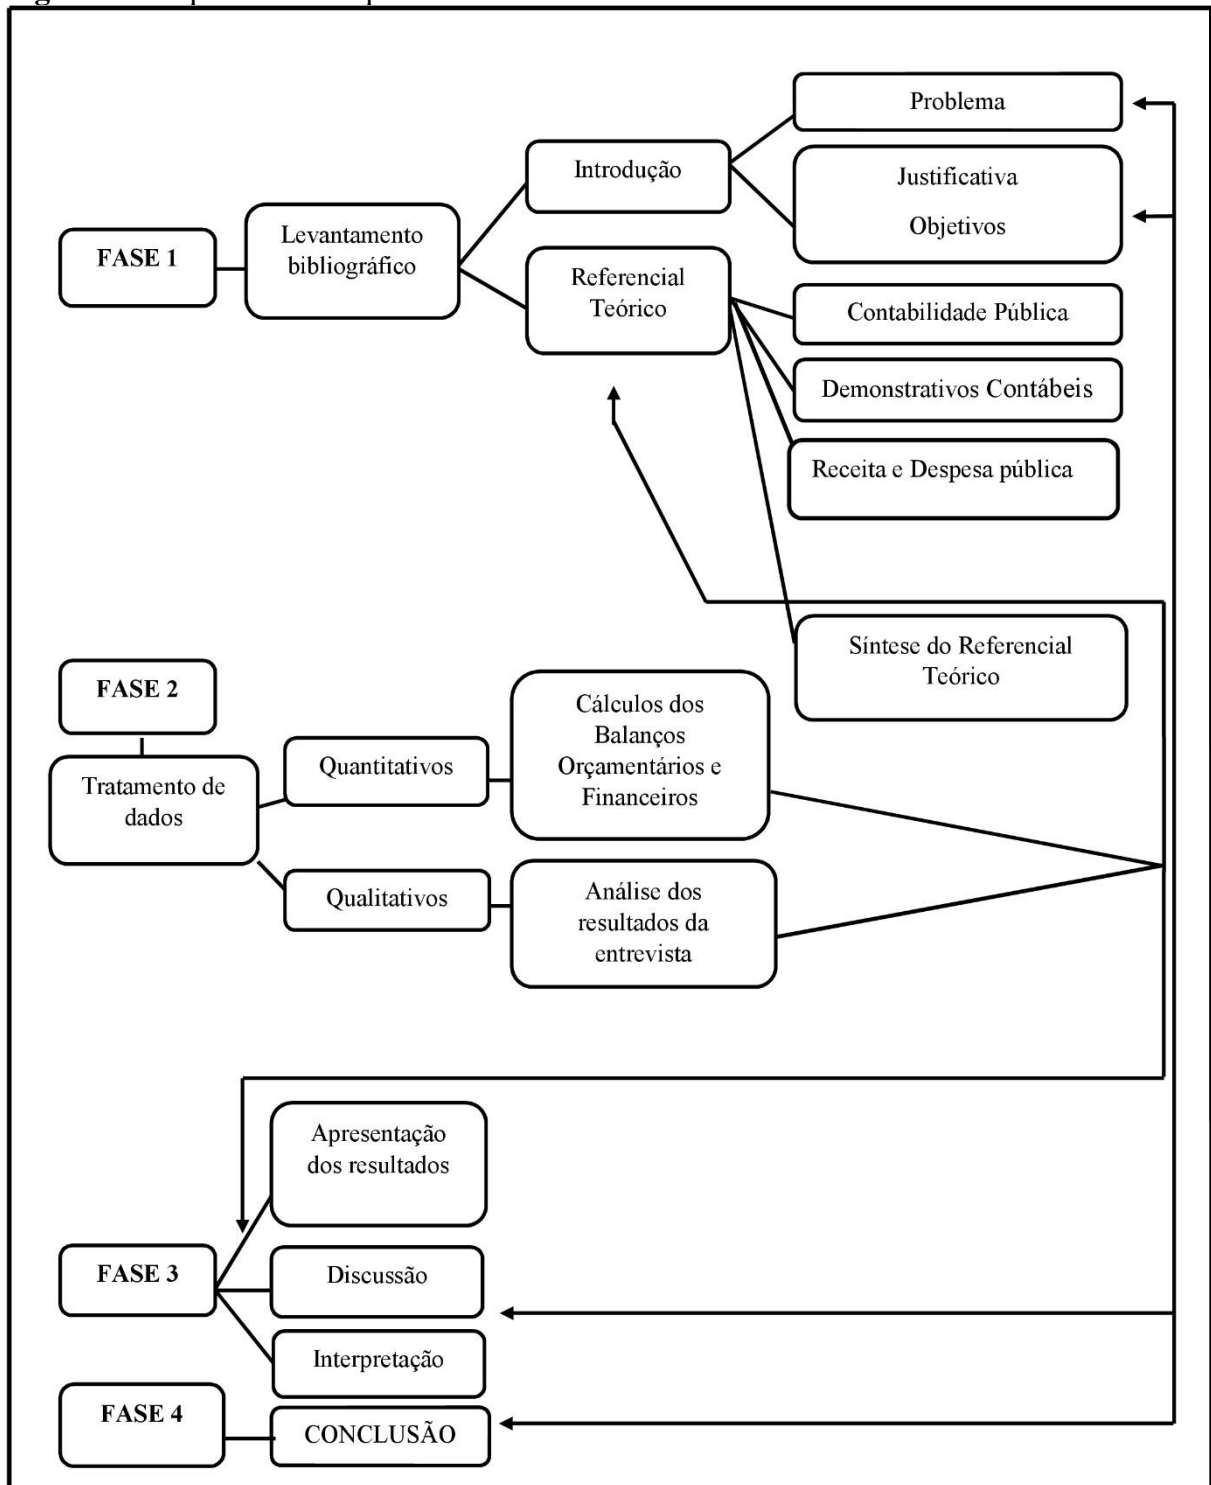 Problema
Introdução
Justificativa
Objetivos
FASE 1
Levantamento
bibliográfico
Referencial
Teórico
Contabilidade Pública
Demonstrativos Contábeis
Receita e Despesa pública
Síntese do Referencial
Teórico
FASE 2
Tratamento de
dados
Quantitativos
Cálculos dos
Balanços
Orçamentários e
Financeiros
Qualitativos
Análise dos
resultados da
entrevista
Apresentação
dos resultados
FASE 3
Discussão
Interpretação
FASE 4
CONCLUSÃO